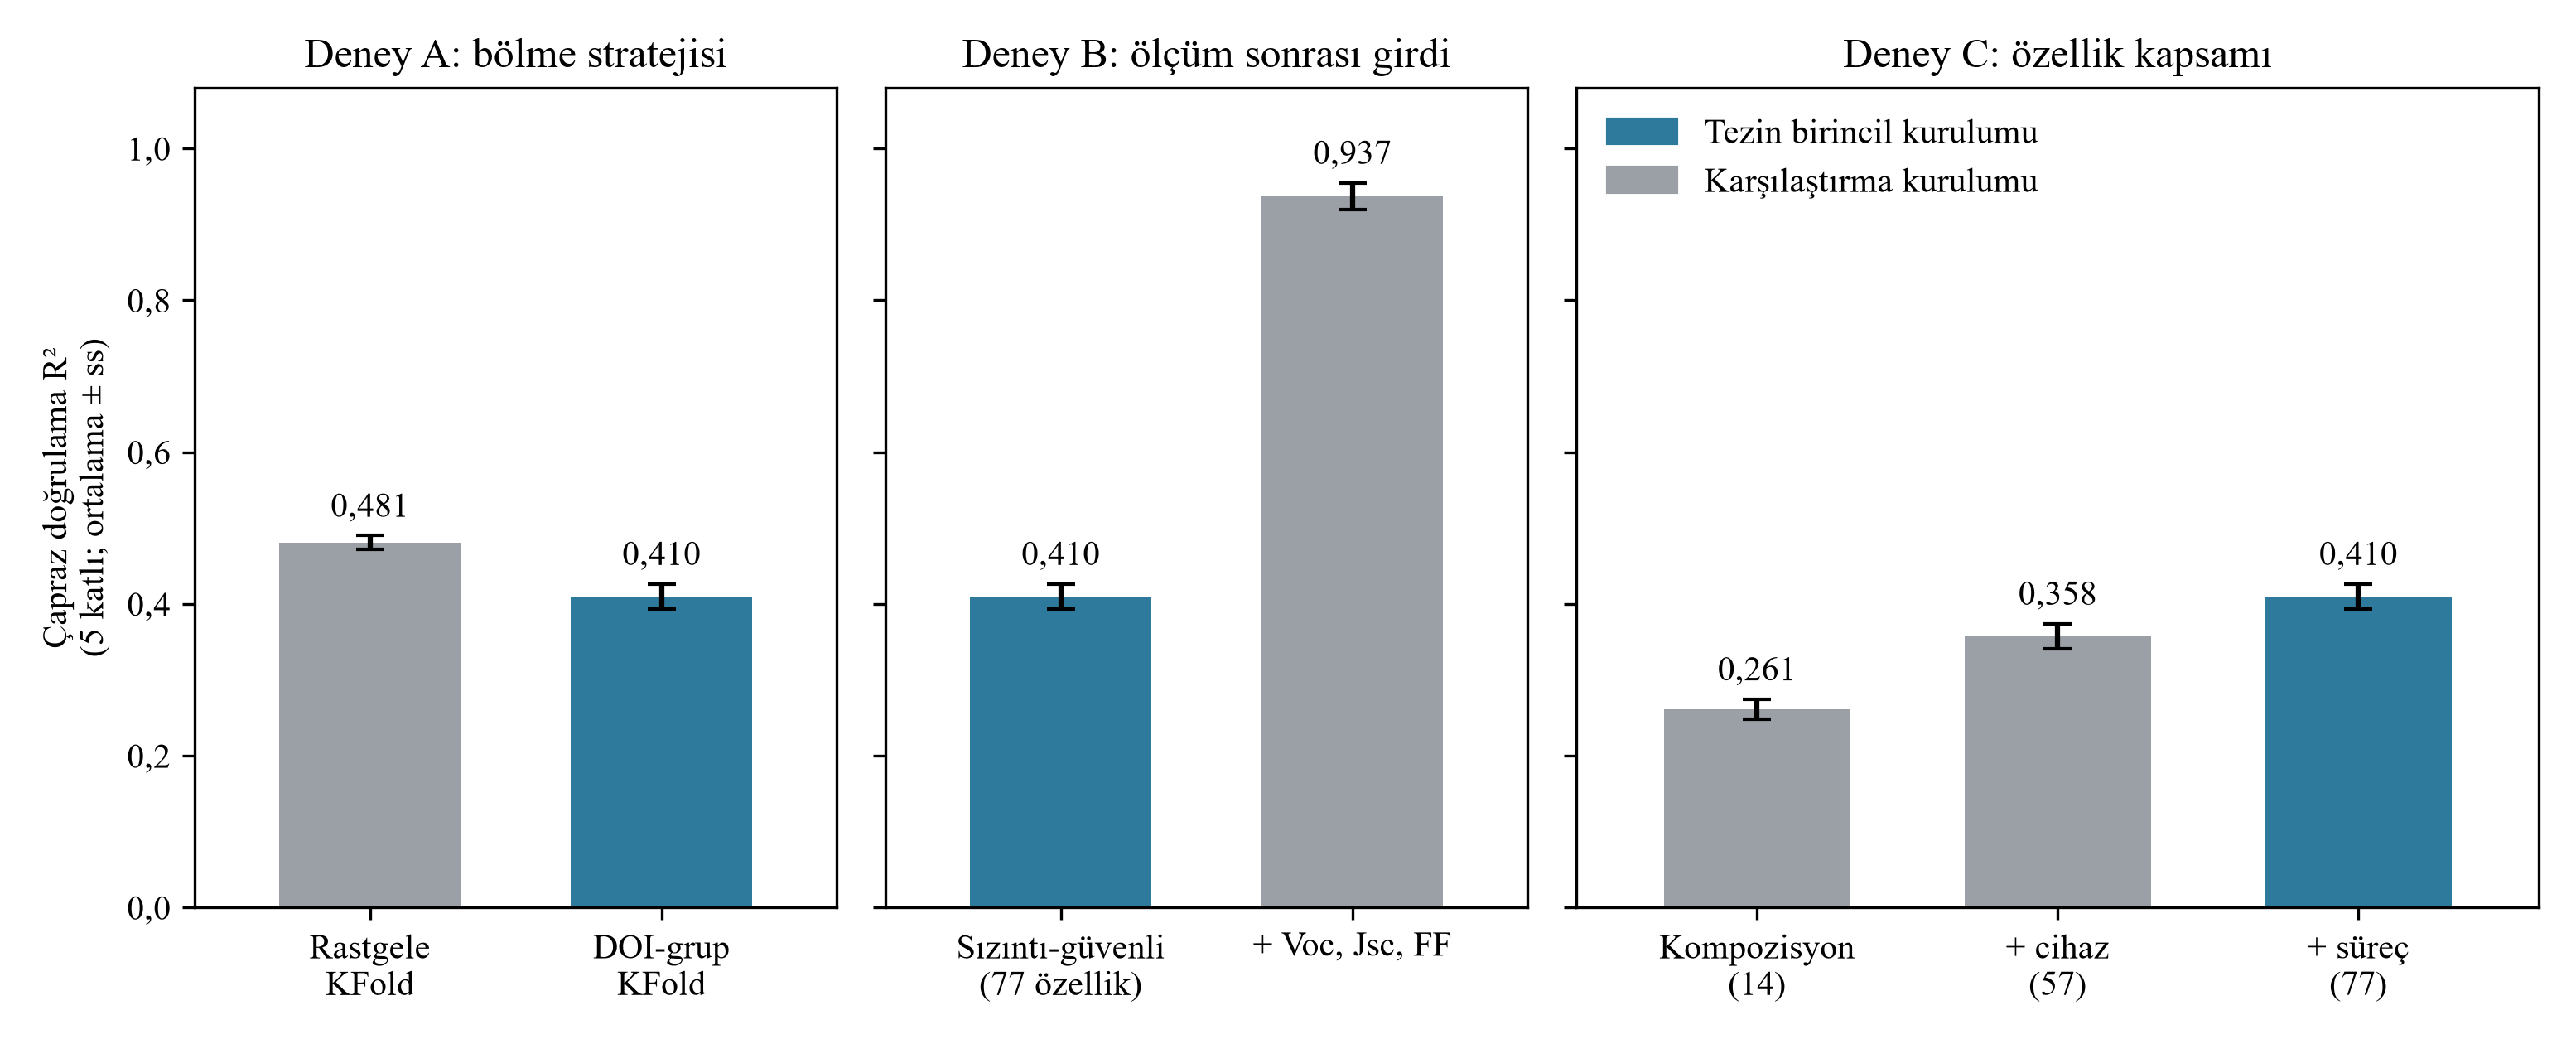 Deney A: bölme stratejisi
Çapraz doğrulama R²
(5 katlı; ortalama ± ss)
1,0
0,8
0,6
0,4
0,2
0,0
0,481
0,410
Rastgele
KFold
DOI-grup
KFold
Deney B: ölçüm sonrası girdi
0,410
0,937
Sızıntı-güvenli
(77 özellik)
+ Voc, Jsc, FF
Deney C: özellik kapsamı
Tezin birincil kurulumu
Karşılaştırma kurulumu
0,261
0,358
0,410
Kompozisyon
(14)
+ cihaz
(57)
+ süreç
(77)